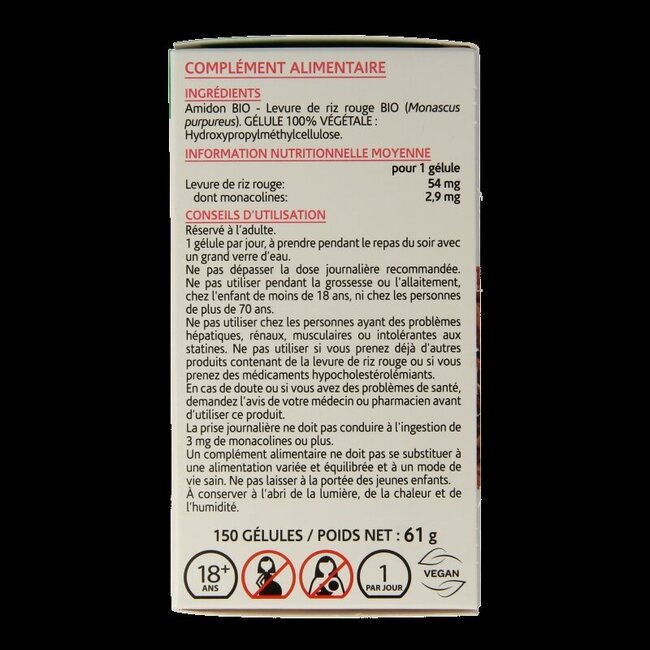 COMPLÉMENT ALIMENTAIRE
INGRÉDIENTS
Amidon BIO - Levure de riz rouge BIO (Monascus
purpureus). GÉLULE 100% VÉGÉTALE :
Hydroxypropylméthylcellulose.
INFORMATION NUTRITIONNELLE MOYENNE
pour 1 gélule
Levure de riz rouge: 54 mg
dont monacolines: 2,9 mg
CONSEILS D'UTILISATION
Réservé à l'adulte.
1 gélule par jour, à prendre pendant le repas du soir avec
un grand verre d'eau.
Ne pas dépasser la dose journalière recommandée.
Ne pas utiliser pendant la grossesse ou l'allaitement,
chez l'enfant de moins de 18 ans, ni chez les personnes
de plus de 70 ans.
Ne pas utiliser chez les personnes ayant des problèmes
hépatiques, rénaux, musculaires ou intolérantes aux
statines. Ne pas utiliser si vous prenez déjà d'autres
produits contenant de la levure de riz rouge ou si vous
prenez des médicaments hypocholestérolémiants.
En cas de doute ou si vous avez des problèmes de santé,
demandez l'avis de votre médecin ou pharmacien avant
d'utiliser ce produit.
La prise journalière ne doit pas conduire à l'ingestion de
3 mg de monacolines ou plus.
Un complément alimentaire ne doit pas se substituer à
une alimentation variée et équilibrée et à un mode de
vie sain. Ne pas laisser à la portée des jeunes enfants.
À conserver à l'abri de la lumière, de la chaleur et de
l'humidité.
150 GÉLULES / POIDS NET : 61 g
18+
ANS
1
PAR JOUR
VEGAN